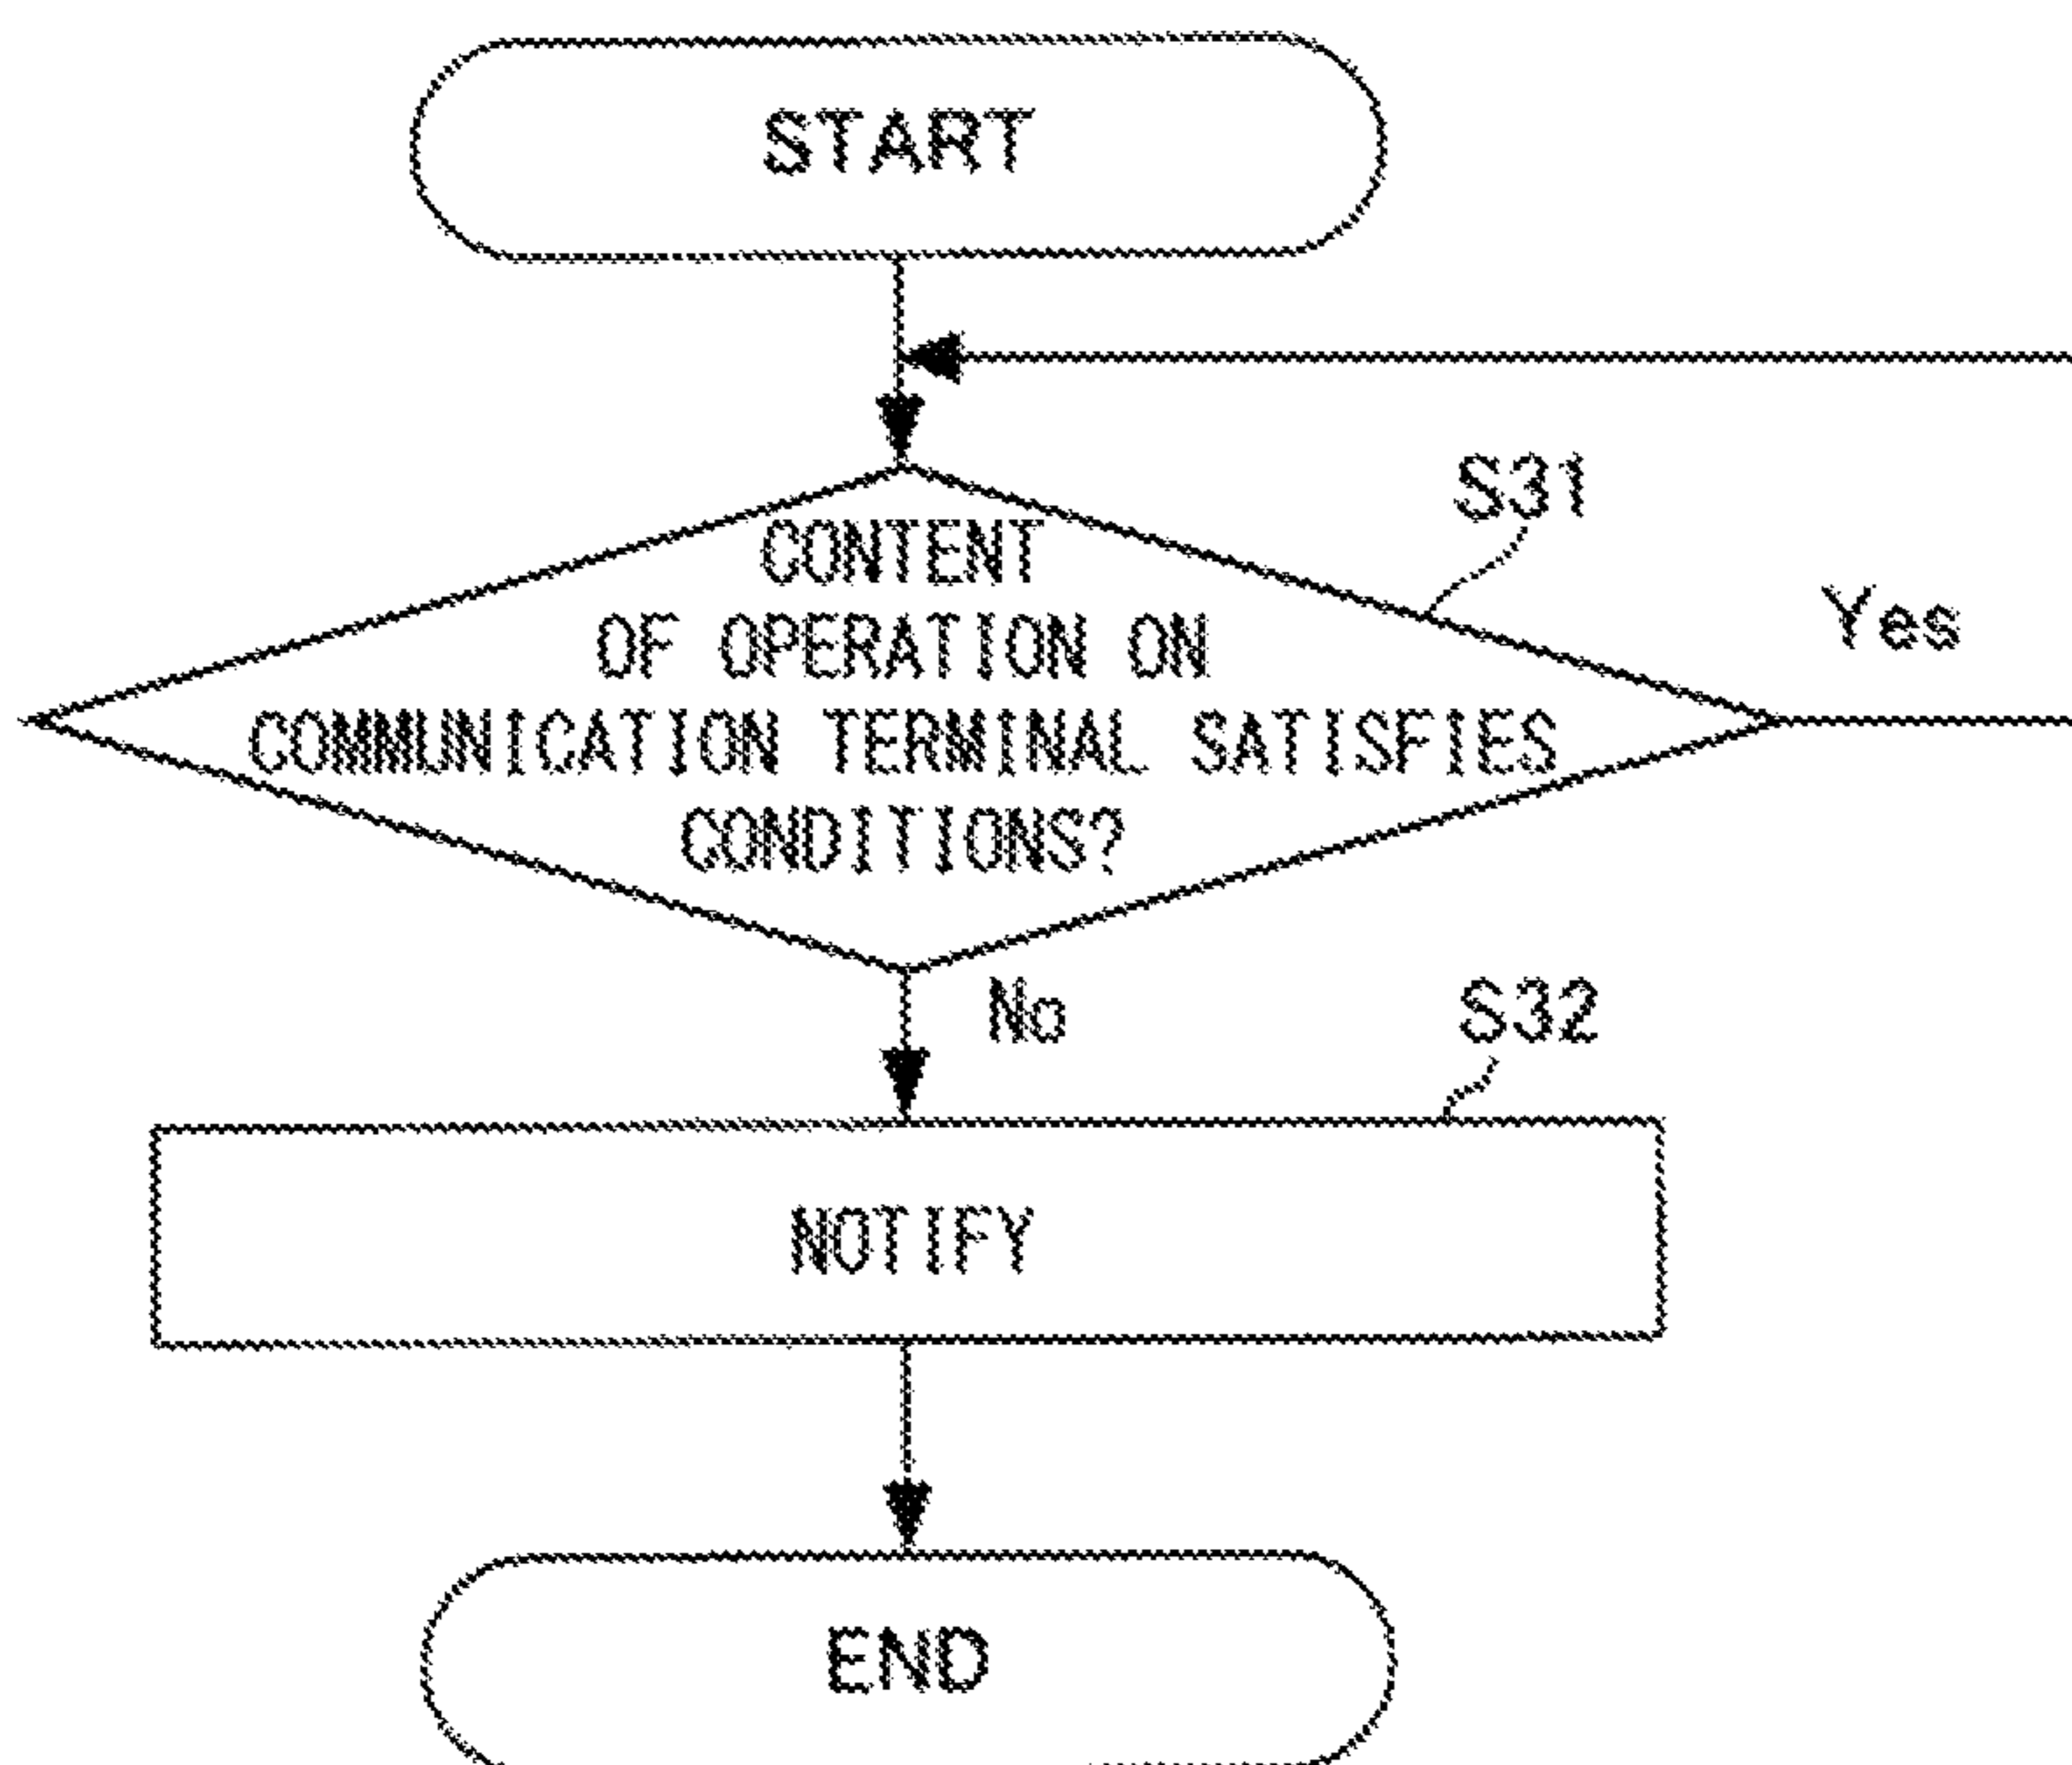 START
S31
CONTENT
OF OPERATION ON
COMMUNICATION TERMINAL SATISFIES
CONDITIONS?
Yes
No
S32
NOTIFY
END